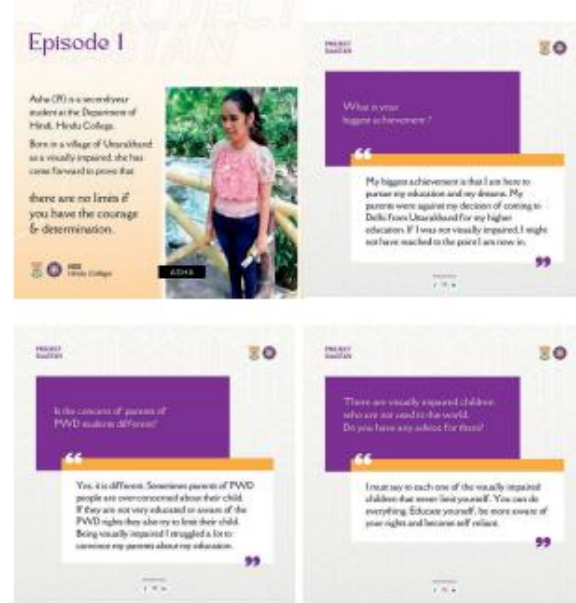 PROJECT
DASTAN
Episode 1
Asha (PI) is a second year
student at the Department of
Hindi, Hindu College.
Born in a village of Uttarakhand
as a visually impaired, she has
come forward to prove that
there are no limits if
you have the courage
& determination.
NSS
Hindu College
ASHA
PROJECT
DASTAN
What is your
biggest achievement ?
My biggest achievement is that I am here to
pursue my education and my dreams. My
parents were against my decision of coming to
Delhi from Uttarakhand for my higher
education. If I was not visually impaired, I might
not have reached to the point I am now in.
PROJECT
DASTAN
Is the concern of parents of
PWD students different?
Yes, it is different. Sometimes parents of PWD
people are over concerned about their child.
If they are not very educated or aware of the
PWD rights they also try to limit their child.
Being visually impaired I struggled a lot to
convince my parents about my education.
PROJECT
DASTAN
There are visually impaired children
who are not used to the world.
Do you have any advice for them?
I must say to each one of the visually impaired
children that never limit yourself. You can do
everything. Educate yourself, be more aware of
your rights and become self reliant.